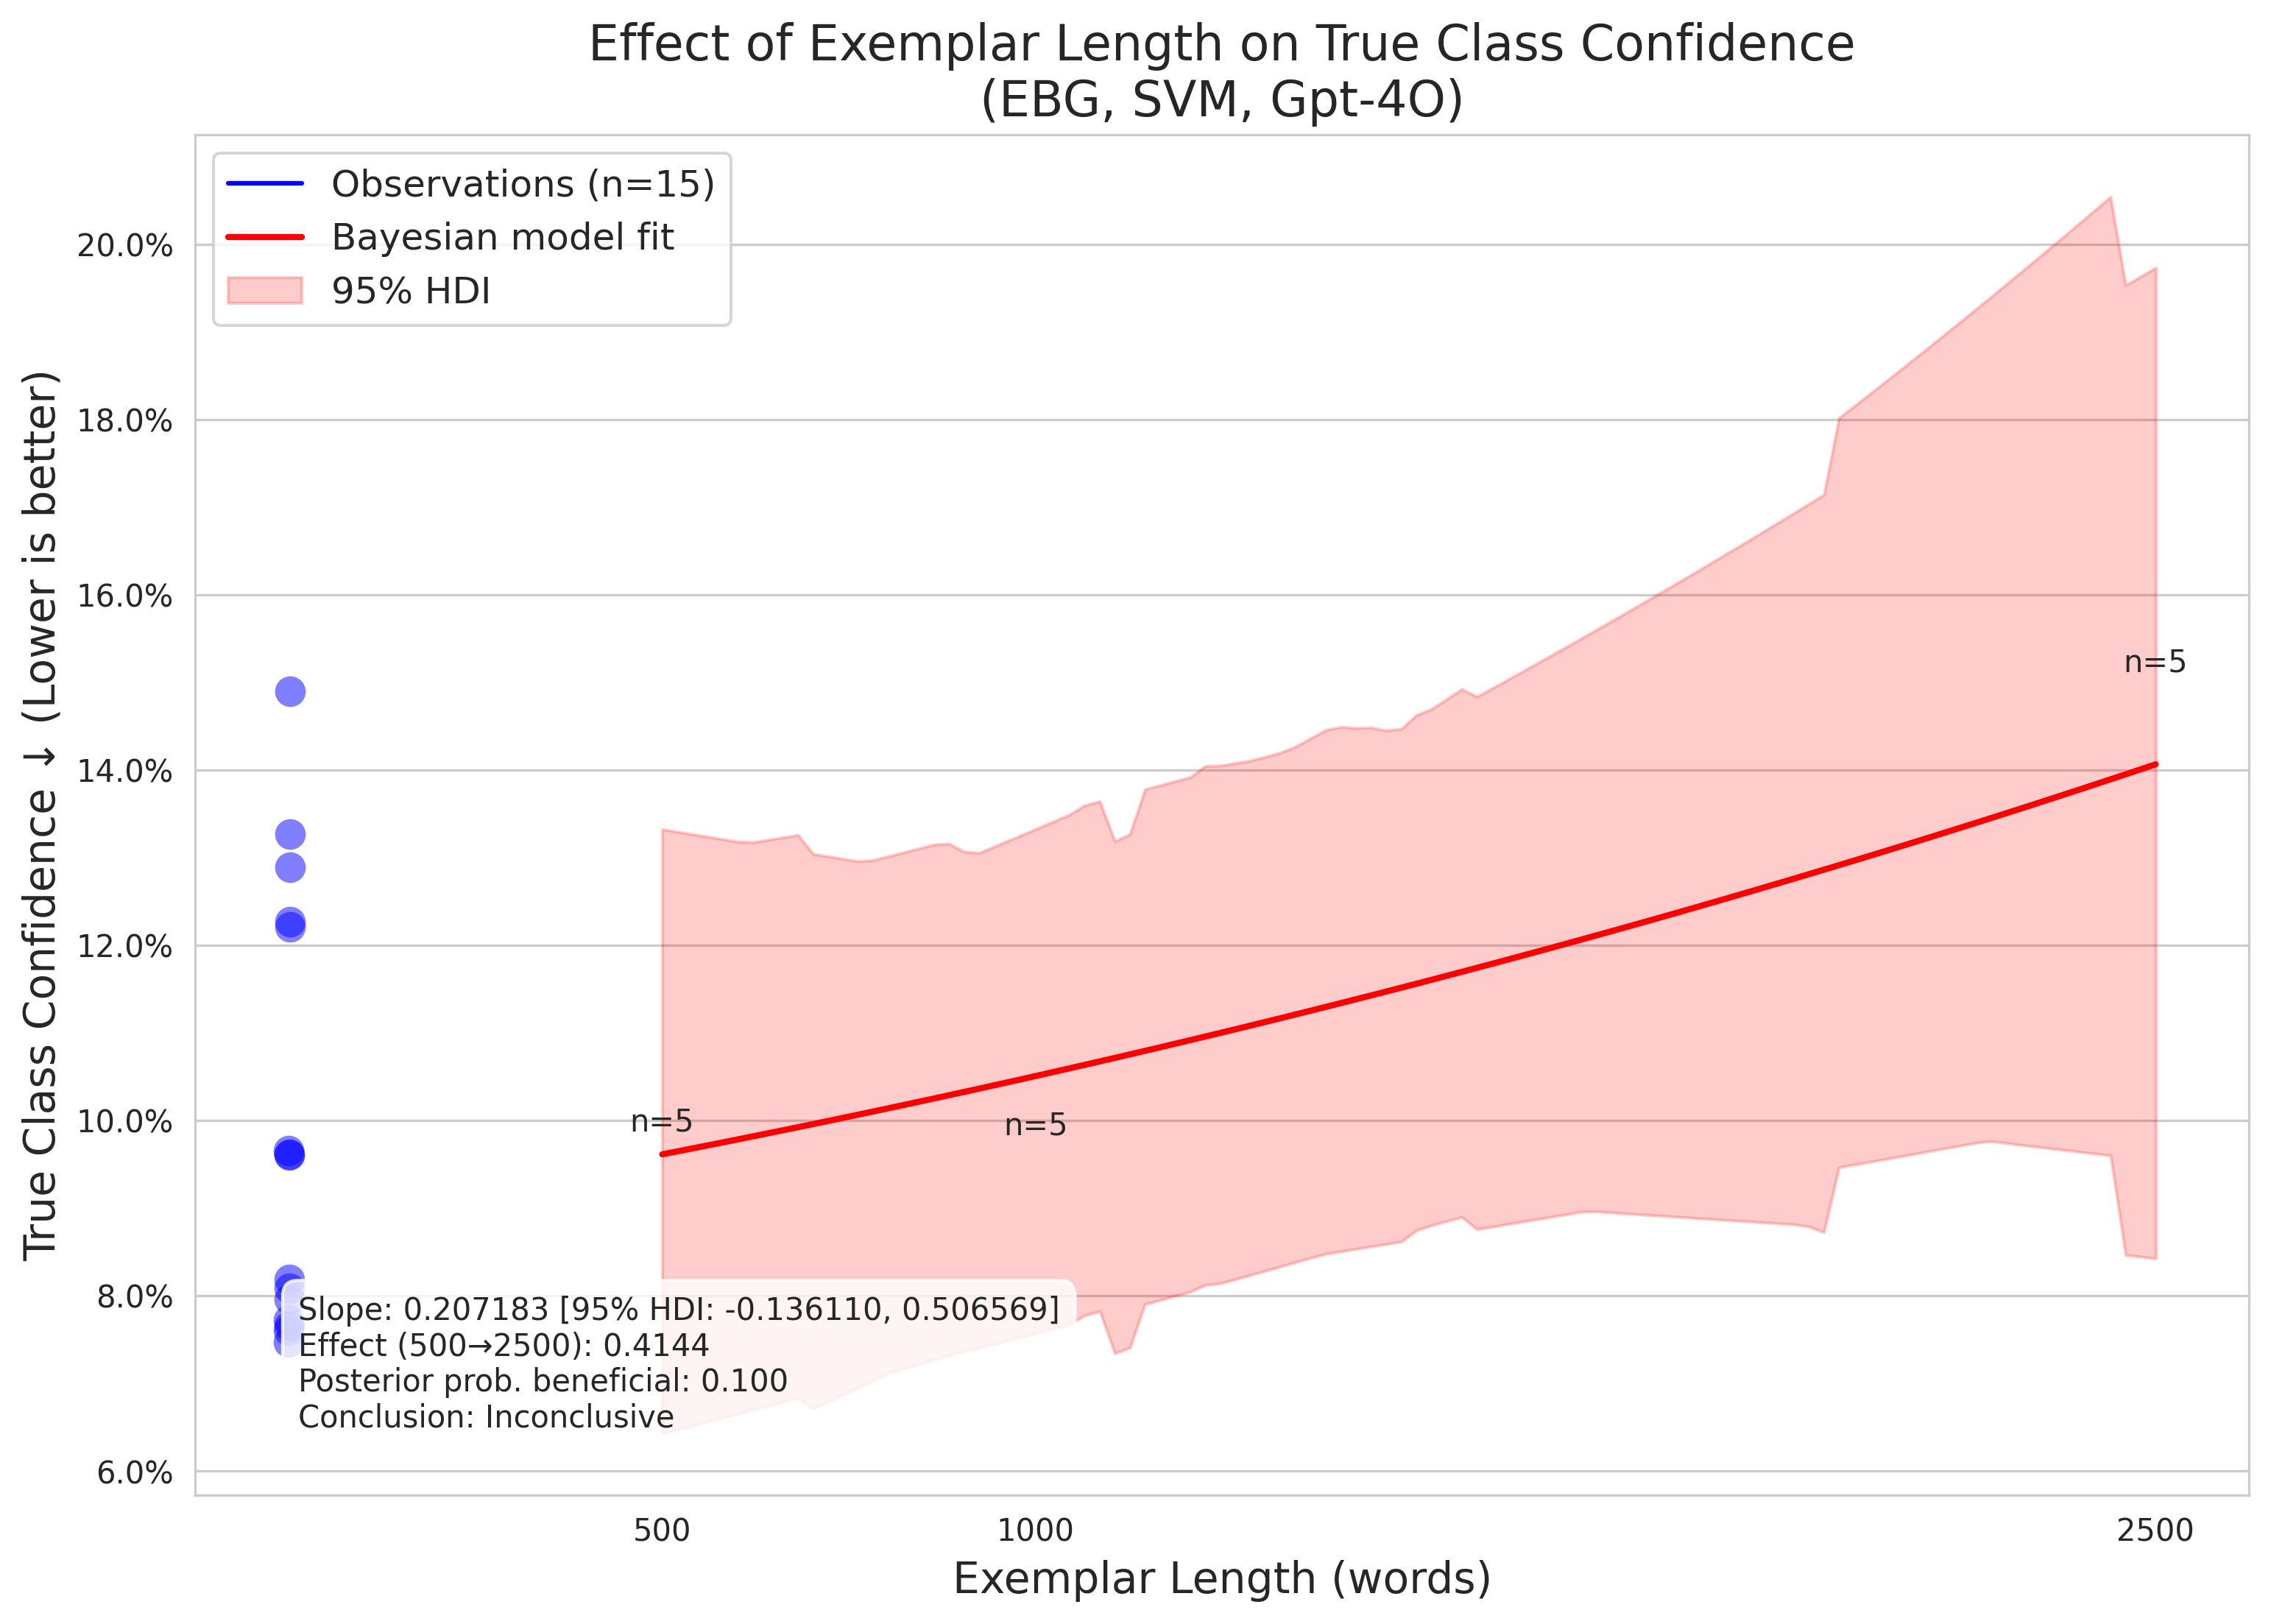 Effect of Exemplar Length on True Class Confidence
(EBG, SVM, Gpt-4O)
Observations (n=15)
Bayesian model fit
95% HDI
True Class Confidence ↓ (Lower is better)
20.0%
18.0%
16.0%
14.0%
12.0%
10.0%
8.0%
6.0%
n=5
n=5
n=5
Slope: 0.207183 [95% HDI: -0.136110, 0.506569]
Effect (500→2500): 0.4144
Posterior prob. beneficial: 0.100
Conclusion: Inconclusive
500
1000
2500
Exemplar Length (words)